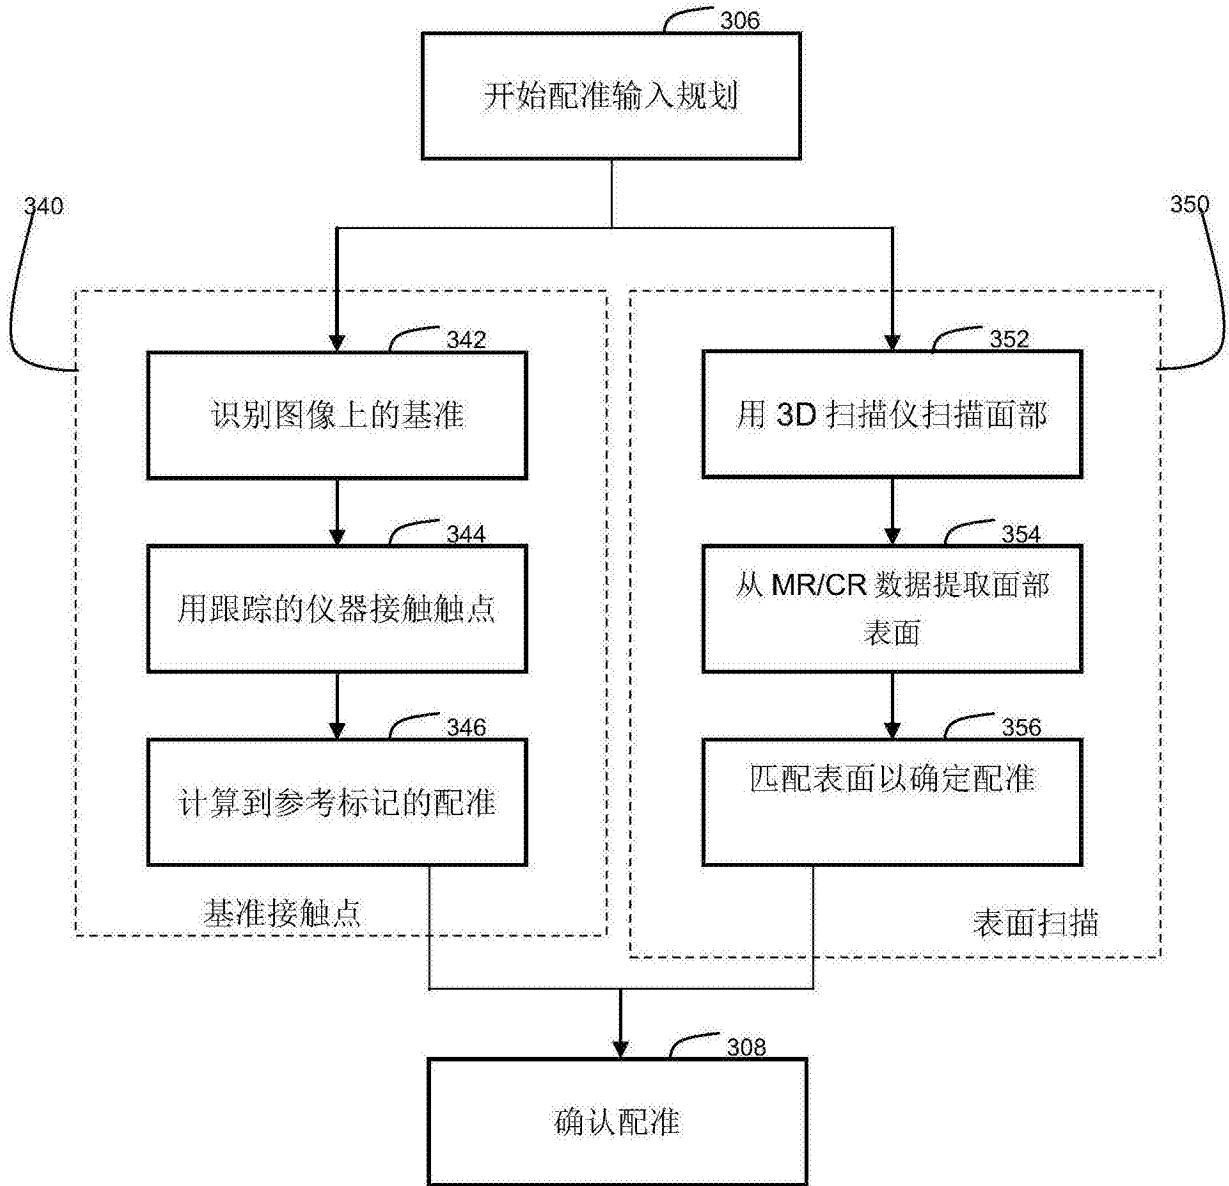 306
开始配准输入规划
340
350
342
识别图像上的基准
344
用跟踪的仪器接触触点
346
计算到参考标记的配准
基准接触点
352
用 3D 扫描仪扫描面部
354
从 MR/CR 数据提取面部
表面
356
匹配表面以确定配准
表面扫描
308
确认配准